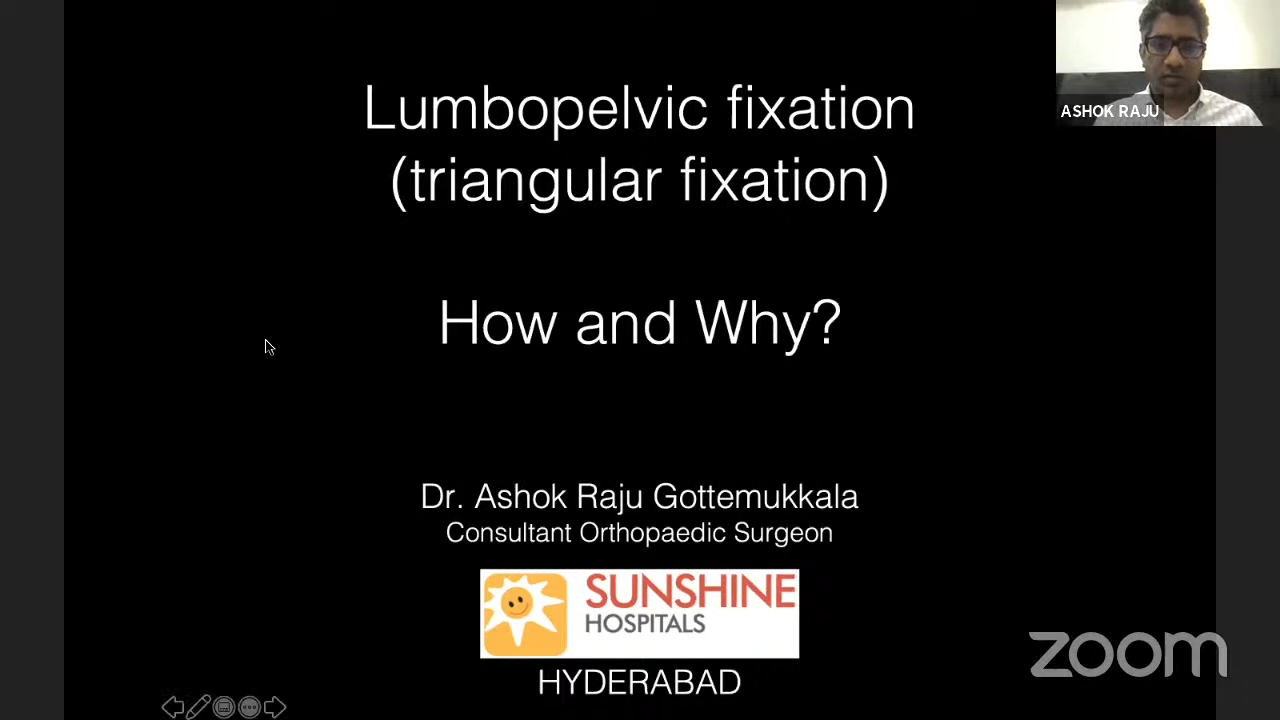 Lumbopelvic fixation
(triangular fixation)
How and Why?
ASHOK RAJU
Dr. Ashok Raju Gottemukkala
Consultant Orthopaedic Surgeon
SUNSHINE
HOSPITALS
HYDERABAD
zoom